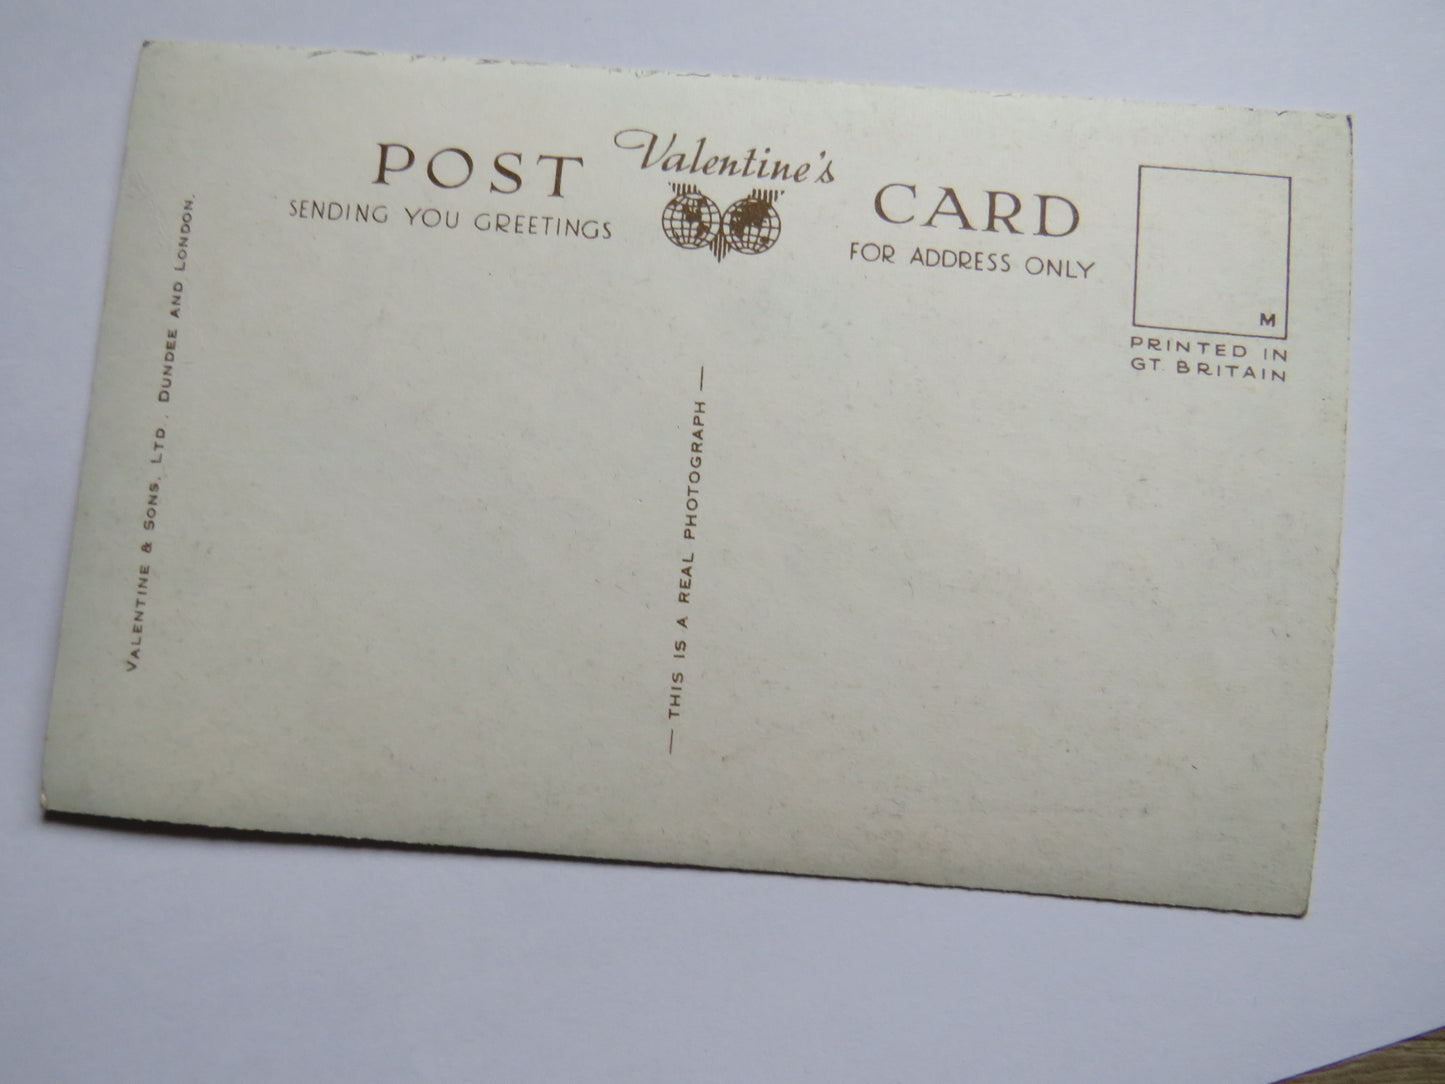 Valentine's
POST CARD
SENDING YOU GREETINGS
FOR ADDRESS ONLY
M
PRINTED IN
GT. BRITAIN
VALENTINE & SONS, LTD., DUNDEE AND LONDON.
— THIS IS A REAL PHOTOGRAPH —